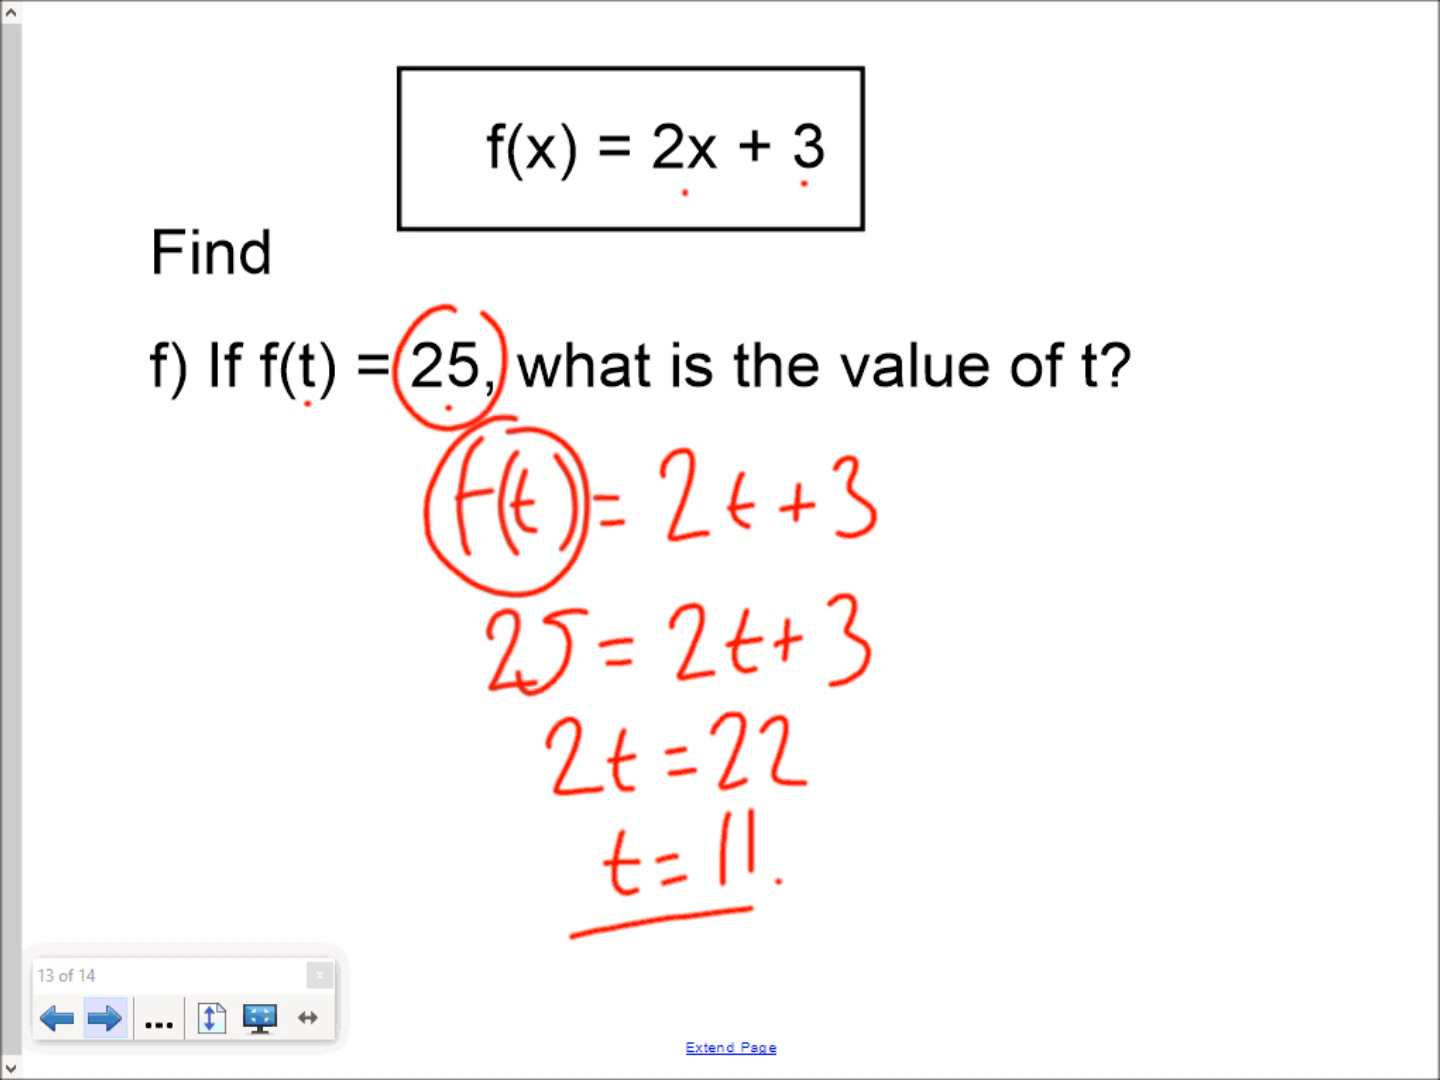 f(x) = 2x + 3
Find
f) If f(t) = 25, what is the value of t?
f(t) = 2t + 3
25 = 2t + 3
2t = 22
t = 11.
13 of 14
x
...
Extend Page